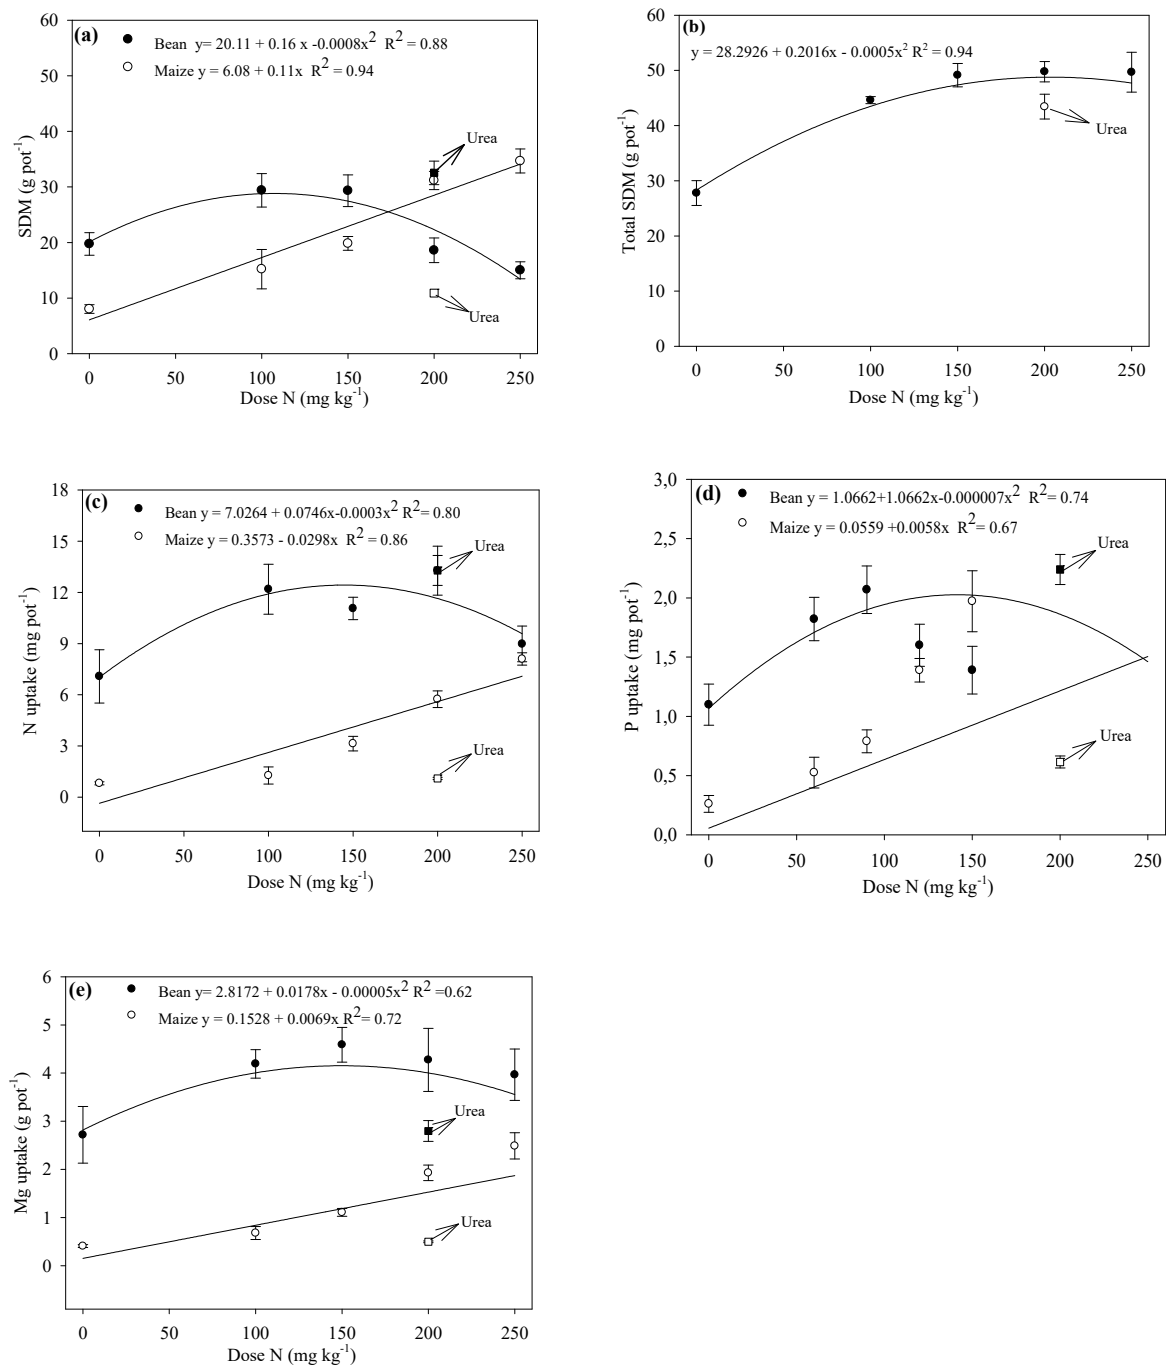 (a)
Bean y= 20.11 + 0.16 x -0.0008x² R² = 0.88
Maize y = 6.08 + 0.11x R² = 0.94
SDM (g pot⁻¹)
60
50
40
30
20
10
0
Urea
Urea
0 50 100 150 200 250
Dose N (mg kg⁻¹)
(b)
y = 28.2926 + 0.2016x - 0.0005x² R² = 0.94
Total SDM (g pot⁻¹)
60
50
40
30
20
10
0
Urea
0 50 100 150 200 250
Dose N (mg kg⁻¹)
(c)
Bean y = 7.0264 + 0.0746x-0.0003x² R² = 0.80
Maize y = 0.3573 - 0.0298x R² = 0.86
N uptake (mg pot⁻¹)
18
15
12
9
6
3
0
Urea
Urea
0 50 100 150 200 250
Dose N (mg kg⁻¹)
(d)
Bean y = 1.0662+1.0662x-0.000007x² R²= 0.74
Maize y = 0.0559 +0.0058x R² = 0.67
P uptake (mg pot⁻¹)
3,0
2,5
2,0
1,5
1,0
0,5
0,0
Urea
Urea
0 50 100 150 200 250
Dose N (mg kg⁻¹)
(e)
Bean y= 2.8172 + 0.0178x - 0.00005x² R² =0.62
Maize y = 0.1528 + 0.0069x R² = 0.72
Mg uptake (g pot⁻¹)
6
5
4
3
2
1
0
Urea
Urea
0 50 100 150 200 250
Dose N (mg kg⁻¹)